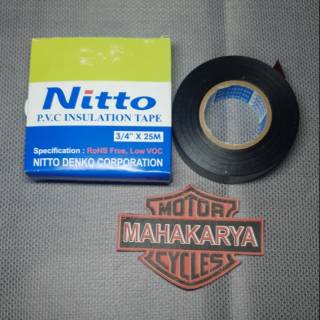 Nitto
P.V.C INSULATION TAPE
3/4" X 25M
Specification : RoHS Free, Low VOC
NITTO DENKO CORPORATION
MOTOR
MAHAKARYA
CYCLES